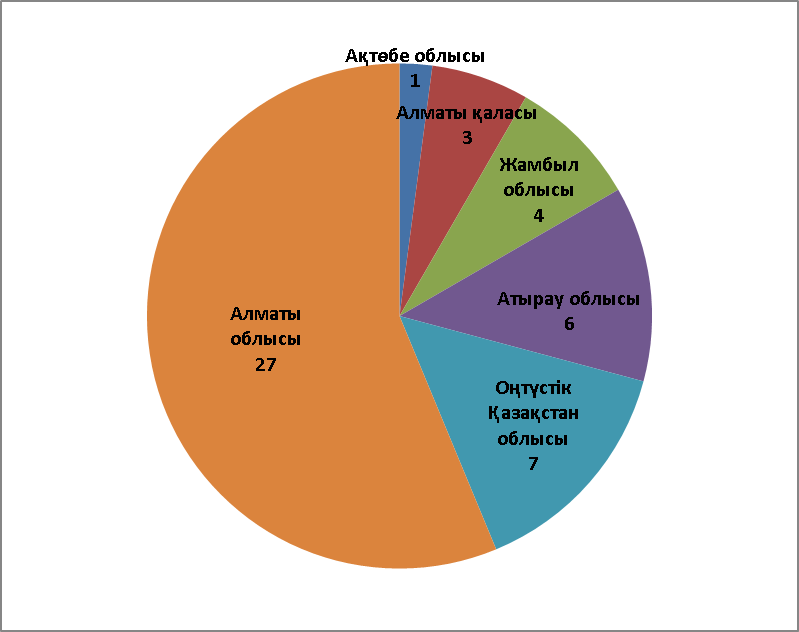 Ақтөбе облысы
1
Алматы қаласы
3
Жамбыл
облысы
4
Атырау облысы
6
Оңтүстік
Қазақстан
облысы
7
Алматы
облысы
27